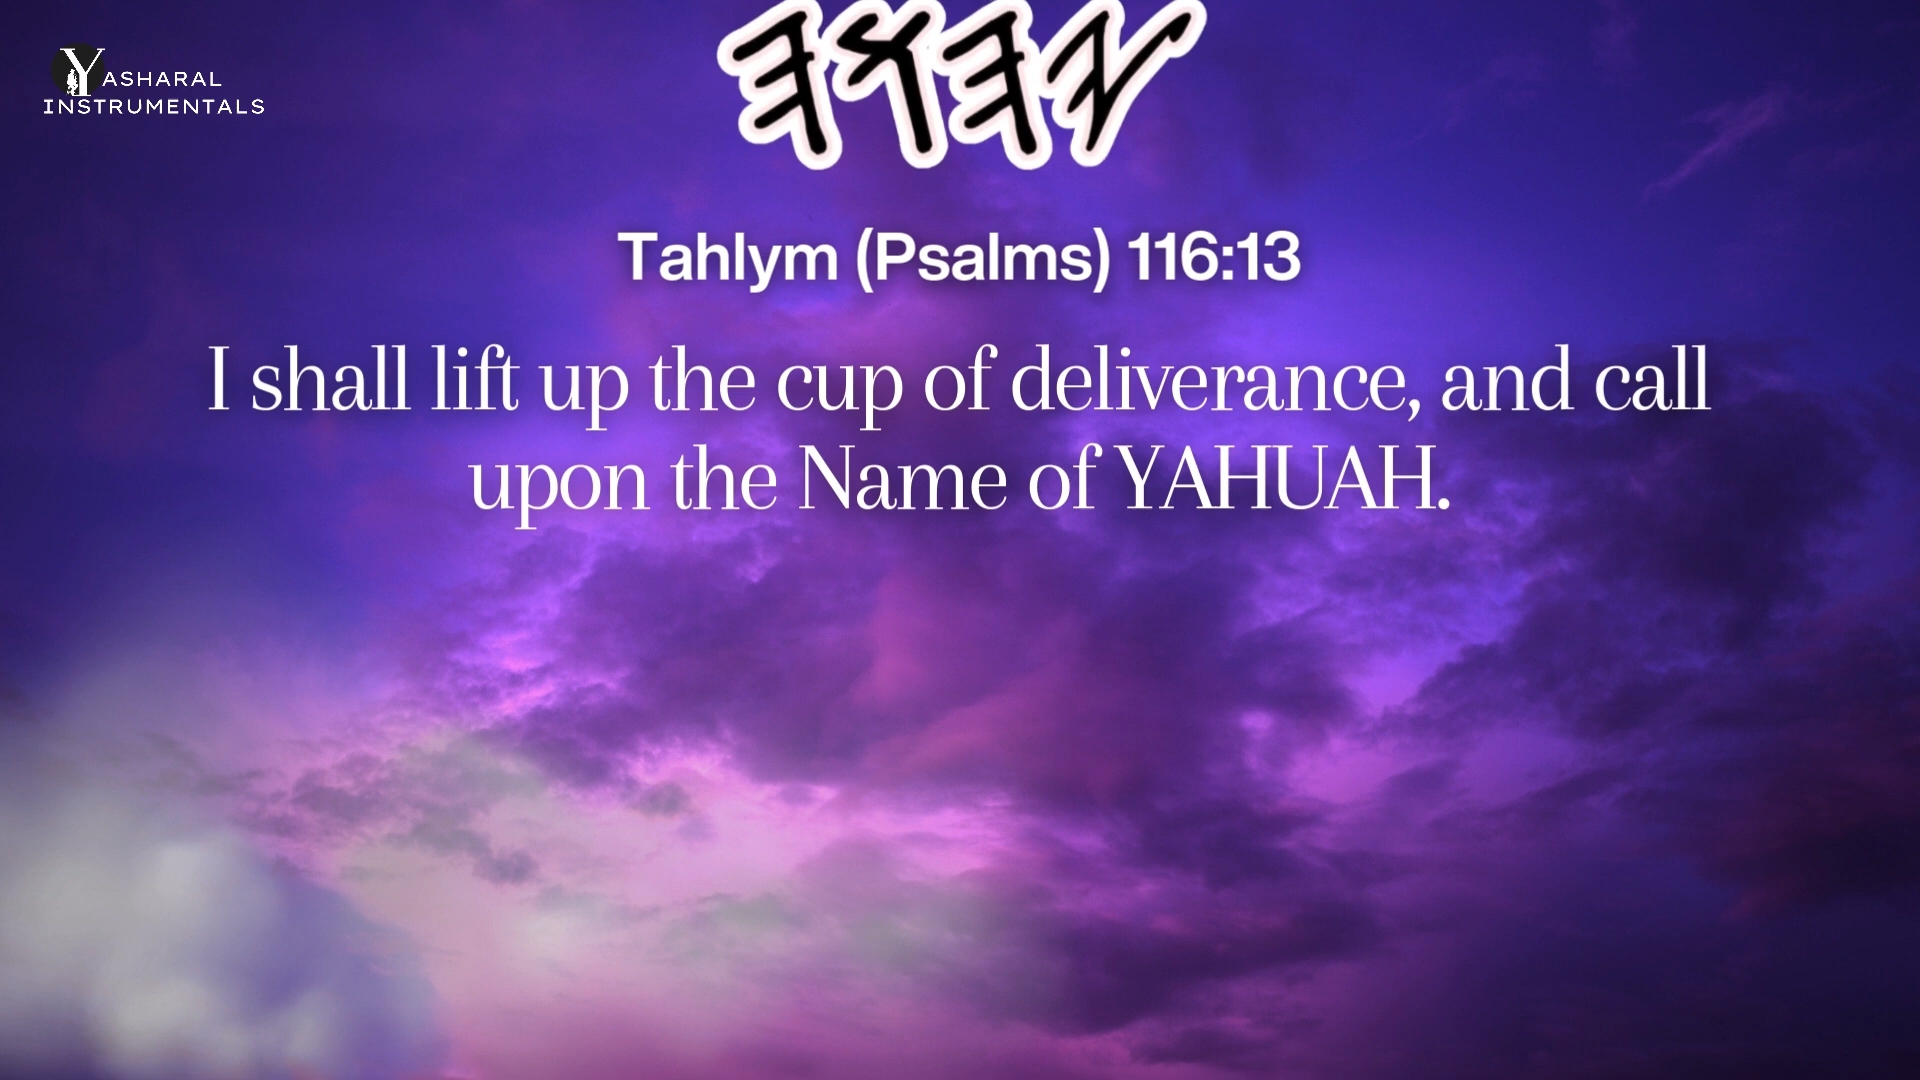 𐤉𐤄𐤅𐤄
YASHARAL
INSTRUMENTALS
Tahlym (Psalms) 116:13
I shall lift up the cup of deliverance, and call
upon the Name of YAHUAH.